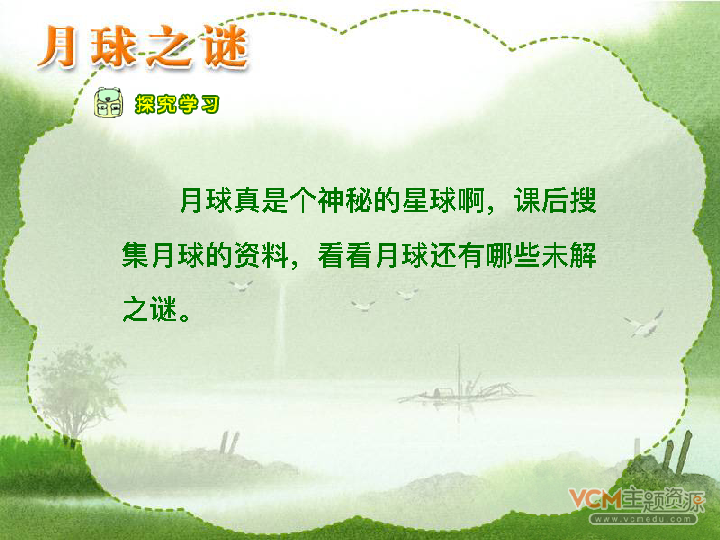 月球之谜
探究学习
月球真是个神秘的星球啊，课后搜
集月球的资料，看看月球还有哪些未解
之谜。
VCM主题资源
www.vcmedu.com